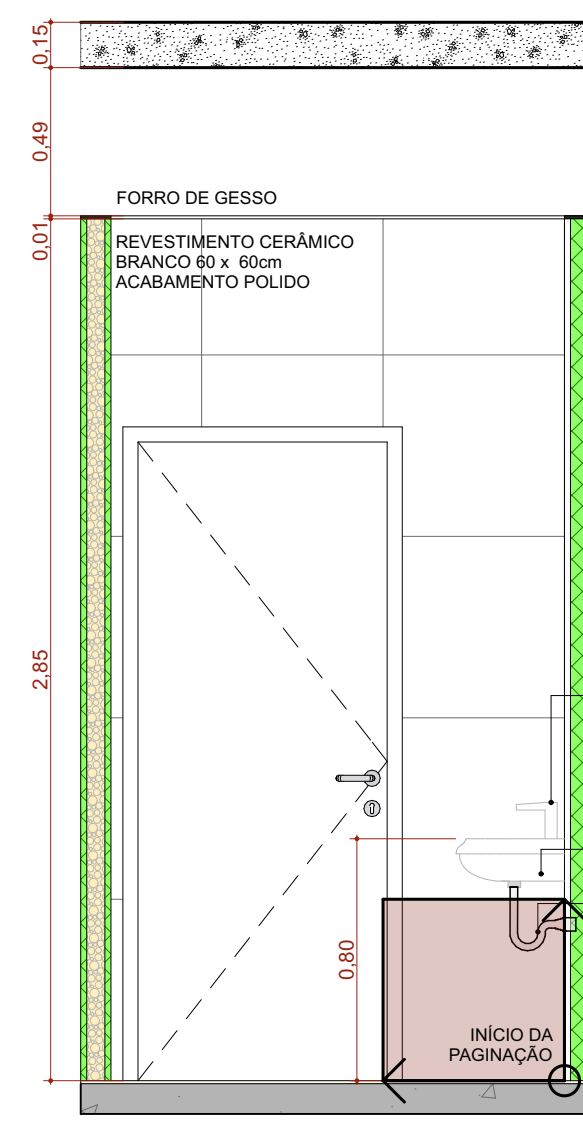 0,15
0,49
FORRO DE GESSO
0,01
REVESTIMENTO CERÂMICO
BRANCO 60 x 60cm
ACABAMENTO POLIDO
2,85
0,80
INÍCIO DA
PAGINAÇÃO